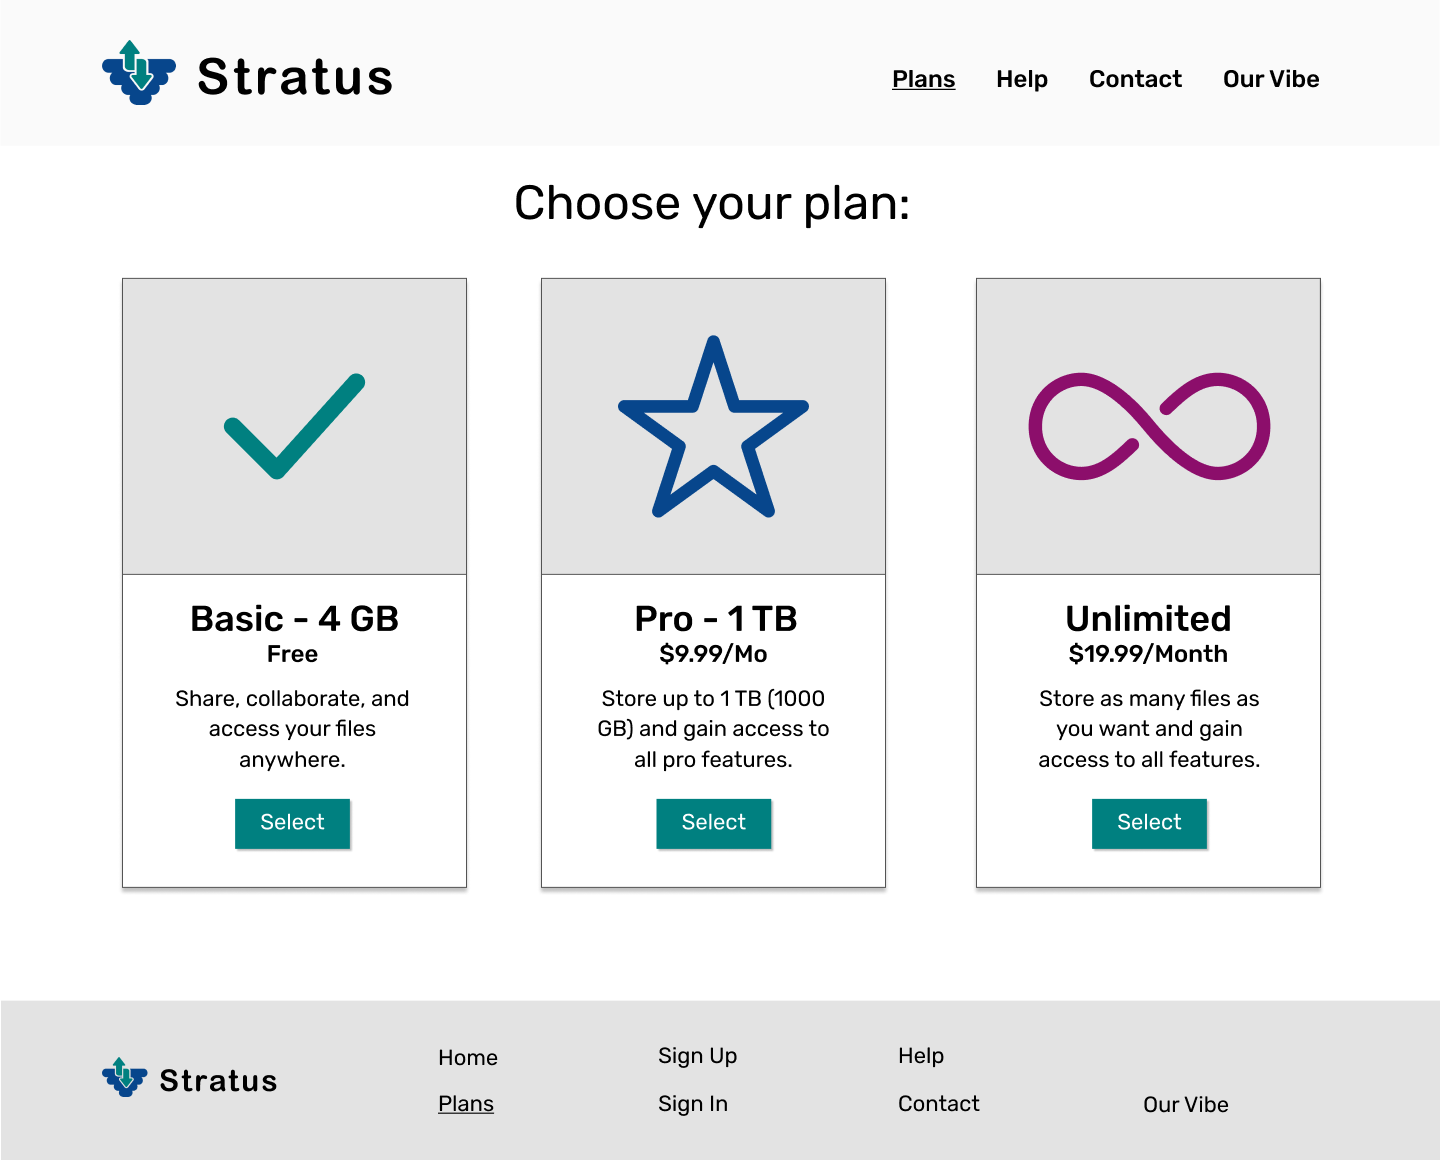 Stratus
Plans Help Contact Our Vibe
Choose your plan:
Basic - 4 GB
Free
Share, collaborate, and
access your files
anywhere.
Select
Pro - 1 TB
$9.99/Mo
Store up to 1 TB (1000
GB) and gain access to
all pro features.
Select
Unlimited
$19.99/Month
Store as many files as
you want and gain
access to all features.
Select
Stratus
Home
Plans
Sign Up
Sign In
Help
Contact
Our Vibe